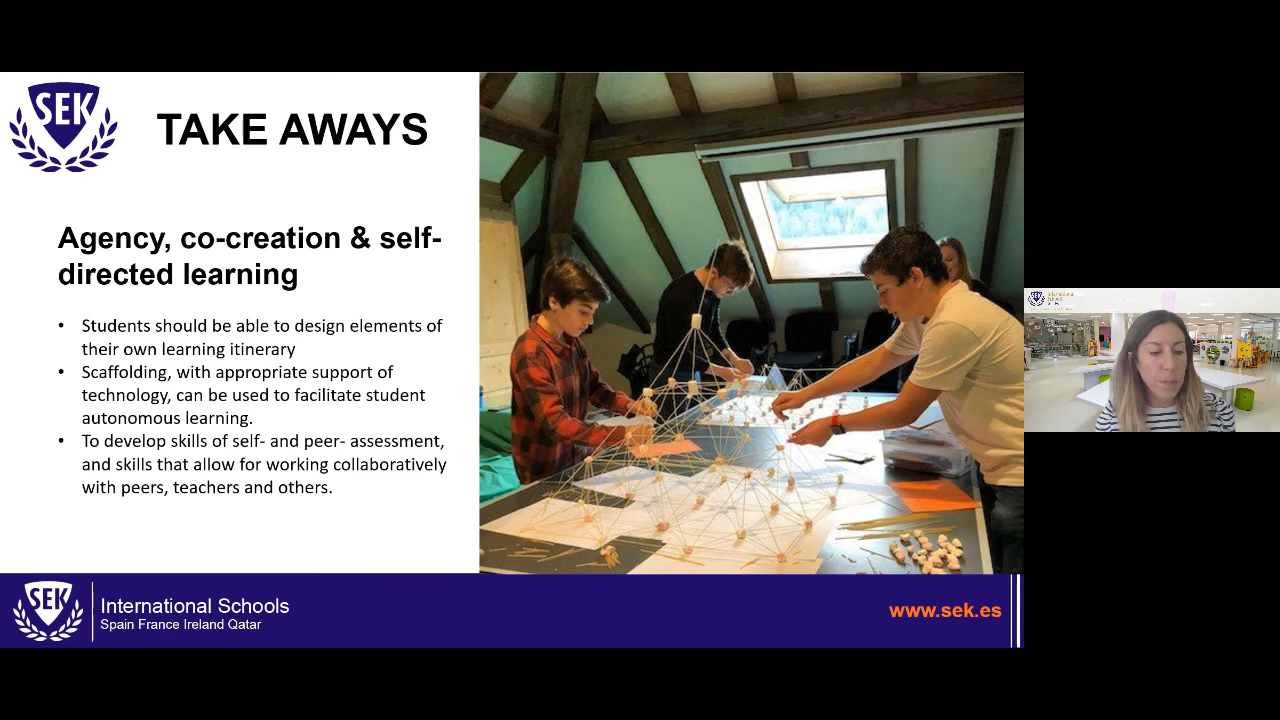 SEK
TAKE AWAYS
Agency, co-creation & self-
directed learning
• Students should be able to design elements of
their own learning itinerary
• Scaffolding, with appropriate support of
technology, can be used to facilitate student
autonomous learning.
• To develop skills of self- and peer- assessment,
and skills that allow for working collaboratively
with peers, teachers and others.
SEK
International Schools
Spain France Ireland Qatar
www.sek.es
International
Schools